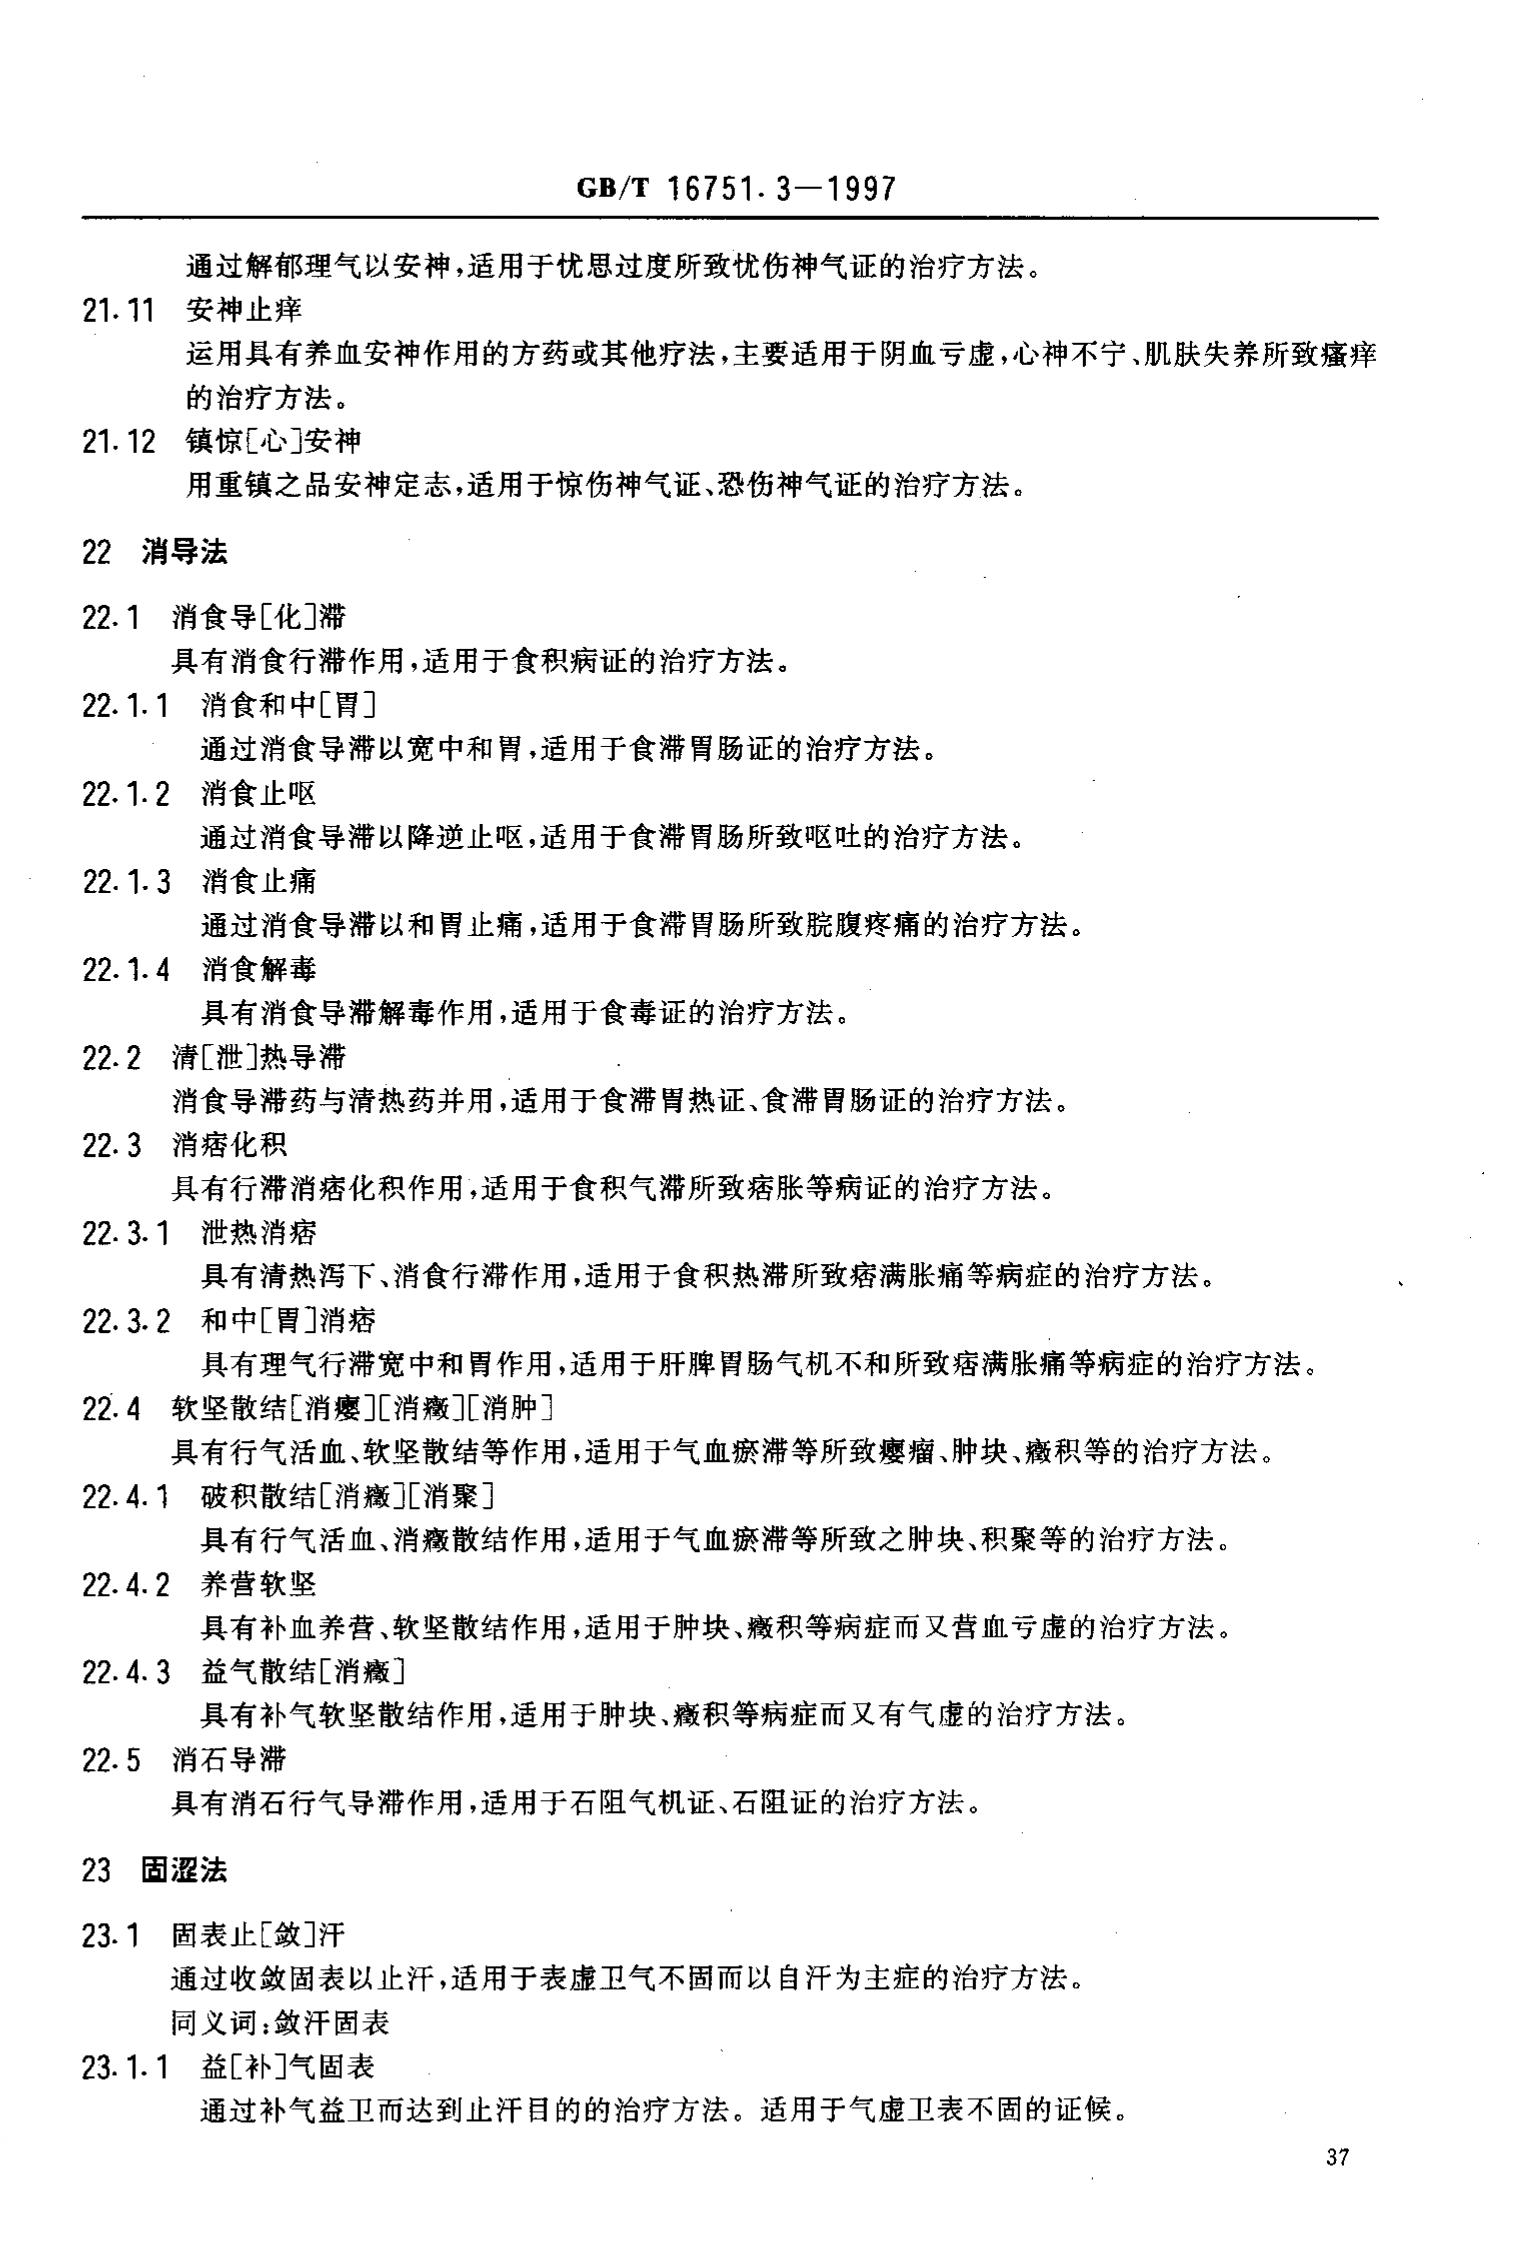 GB/T 16751.3—1997
通过解郁理气以安神,适用于忧思过度所致忧伤神气证的治疗方法。
21.11 安神止痒
运用具有养血安神作用的方药或其他疗法,主要适用于阴血亏虚,心神不宁、肌肤失养所致瘙痒
的治疗方法。
21.12 镇惊[心]安神
用重镇之品安神定志,适用于惊伤神气证、恐伤神气证的治疗方法。
22 消导法
22.1 消食导[化]滞
具有消食行滞作用,适用于食积病证的治疗方法。
22.1.1 消食和中[胃]
通过消食导滞以宽中和胃,适用于食滞胃肠证的治疗方法。
22.1.2 消食止呕
通过消食导滞以降逆止呕,适用于食滞胃肠所致呕吐的治疗方法。
22.1.3 消食止痛
通过消食导滞以和胃止痛,适用于食滞胃肠所致脘腹疼痛的治疗方法。
22.1.4 消食解毒
具有消食导滞解毒作用,适用于食毒证的治疗方法。
22.2 清[泄]热导滞
消食导滞药与清热药并用,适用于食滞胃热证、食滞胃肠证的治疗方法。
22.3 消痞化积
具有行滞消痞化积作用,适用于食积气滞所致痞胀等病证的治疗方法。
22.3.1 泄热消痞
具有清热泻下、消食行滞作用,适用于食积热滞所致痞满胀痛等病症的治疗方法。
22.3.2 和中[胃]消痞
具有理气行滞宽中和胃作用,适用于肝脾胃肠气机不和所致痞满胀痛等病症的治疗方法。
22.4 软坚散结[消瘿][消癥][消肿]
具有行气活血、软坚散结等作用,适用于气血瘀滞等所致瘿瘤、肿块、癥积等的治疗方法。
22.4.1 破积散结[消癥][消聚]
具有行气活血、消癥散结作用,适用于气血瘀滞等所致之肿块、积聚等的治疗方法。
22.4.2 养营软坚
具有补血养营、软坚散结作用,适用于肿块、癥积等病症而又营血亏虚的治疗方法。
22.4.3 益气散结[消癥]
具有补气软坚散结作用,适用于肿块、癥积等病症而又有气虚的治疗方法。
22.5 消石导滞
具有消石行气导滞作用,适用于石阻气机证、石阻证的治疗方法。
23 固涩法
23.1 固表止[敛]汗
通过收敛固表以止汗,适用于表虚卫气不固而以自汗为主症的治疗方法。
同义词:敛汗固表
23.1.1 益[补]气固表
通过补气益卫而达到止汗目的的治疗方法。适用于气虚卫表不固的证候。
37